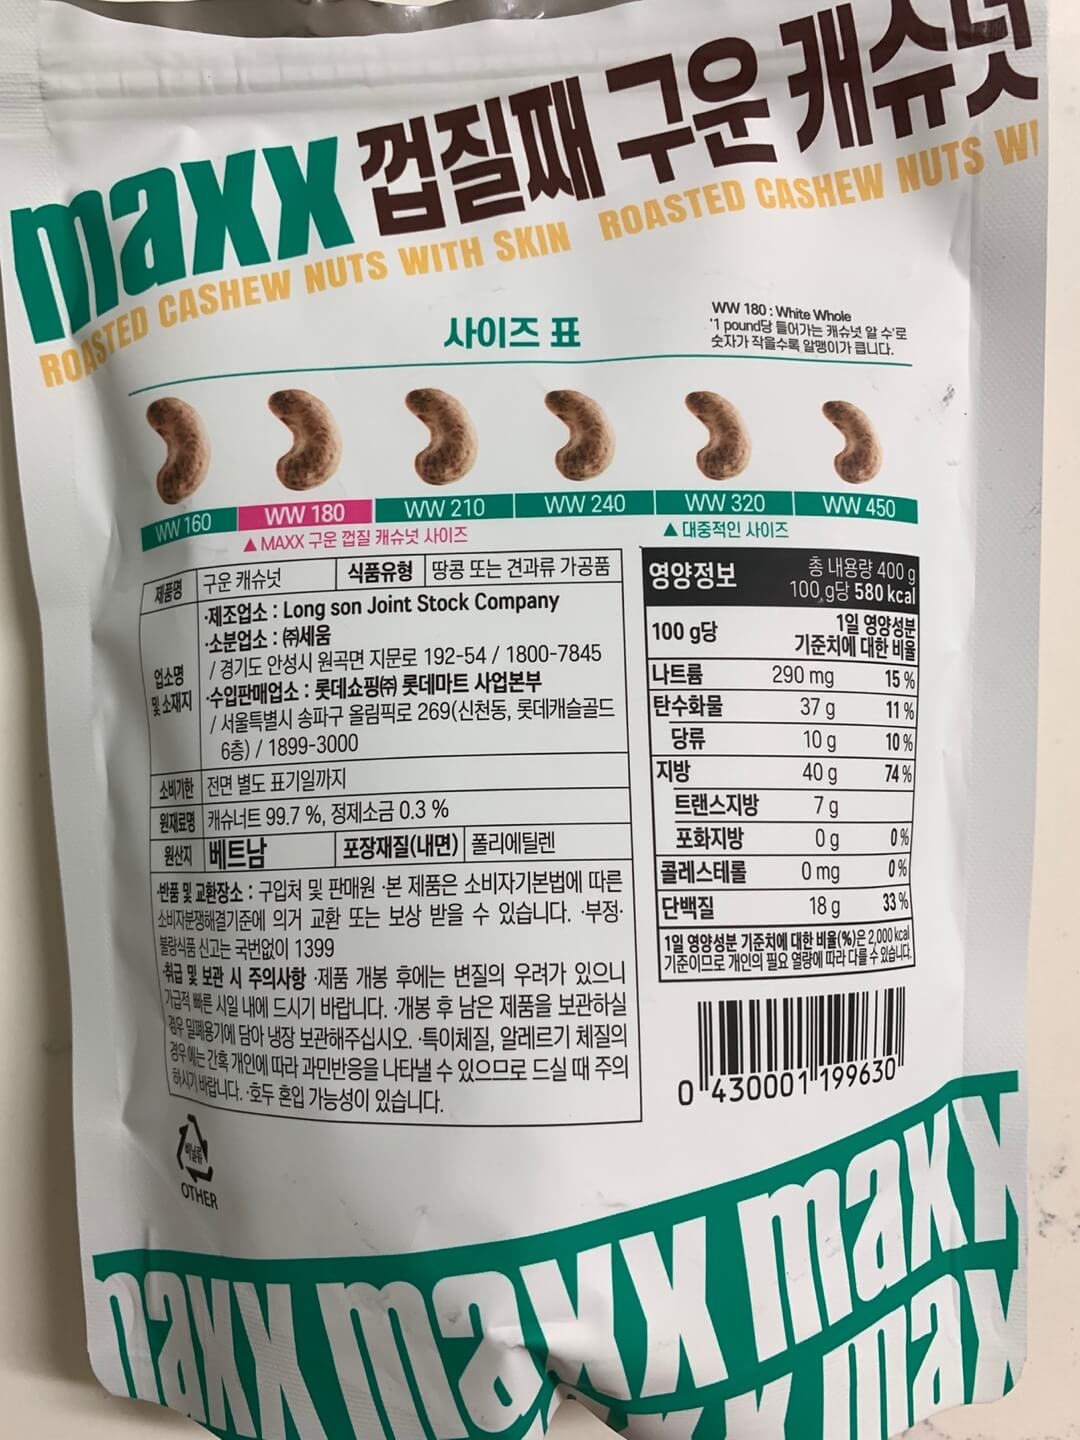 maxx 껍질째 구운 캐슈넛
ROASTED CASHEW NUTS WITH SKIN ROASTED CASHEW NUTS WI
사이즈 표
WW 180 : White Whole
'1 pound당 들어가는 캐슈넛 알 수'로
숫자가 작을수록 알맹이가 큽니다.
WW 160 WW 180 WW 210 WW 240 WW 320 WW 450
▲ MAXX 구운 껍질 캐슈넛 사이즈
▲ 대중적인 사이즈
제품명 구운 캐슈넛 식품유형 땅콩 또는 견과류 가공품
업소명 및 소재지
·제조업소 : Long son Joint Stock Company
·소분업소 : ㈜세움
/ 경기도 안성시 원곡면 지문로 192-54 / 1800-7845
·수입판매업소 : 롯데쇼핑㈜ 롯데마트 사업본부
/ 서울특별시 송파구 올림픽로 269(신천동, 롯데캐슬골드
6층) / 1899-3000
소비기한 전면 별도 표기일까지
원재료명 캐슈너트 99.7 %, 정제소금 0.3 %
원산지 베트남 포장재질(내면) 폴리에틸렌
·반품 및 교환장소 : 구입처 및 판매원 ·본 제품은 소비자기본법에 따른
소비자분쟁해결기준에 의거 교환 또는 보상 받을 수 있습니다. ·부정·
불량식품 신고는 국번없이 1399
·취급 및 보관 시 주의사항 ·제품 개봉 후에는 변질의 우려가 있으니
가급적 빠른 시일 내에 드시기 바랍니다. ·개봉 후 남은 제품을 보관하실
경우 밀폐용기에 담아 냉장 보관해주십시오. ·특이체질, 알레르기 체질의
경우에는 간혹 개인에 따라 과민반응을 나타낼 수 있으므로 드실 때 주의
하시기 바랍니다. ·호두 혼입 가능성이 있습니다.
영양정보 총 내용량 400 g
100 g당 580 kcal
100 g당 1일 영양성분
기준치에 대한 비율
나트륨 290 mg 15 %
탄수화물 37 g 11 %
당류 10 g 10 %
지방 40 g 74 %
트랜스지방 7 g
포화지방 0 g 0 %
콜레스테롤 0 mg 0 %
단백질 18 g 33 %
1일 영양성분 기준치에 대한 비율(%)은 2,000 kcal
기준이므로 개인의 필요 열량에 따라 다를 수 있습니다.
0 430001 199630
비닐류
OTHER
maxx maxx maxx
maxx